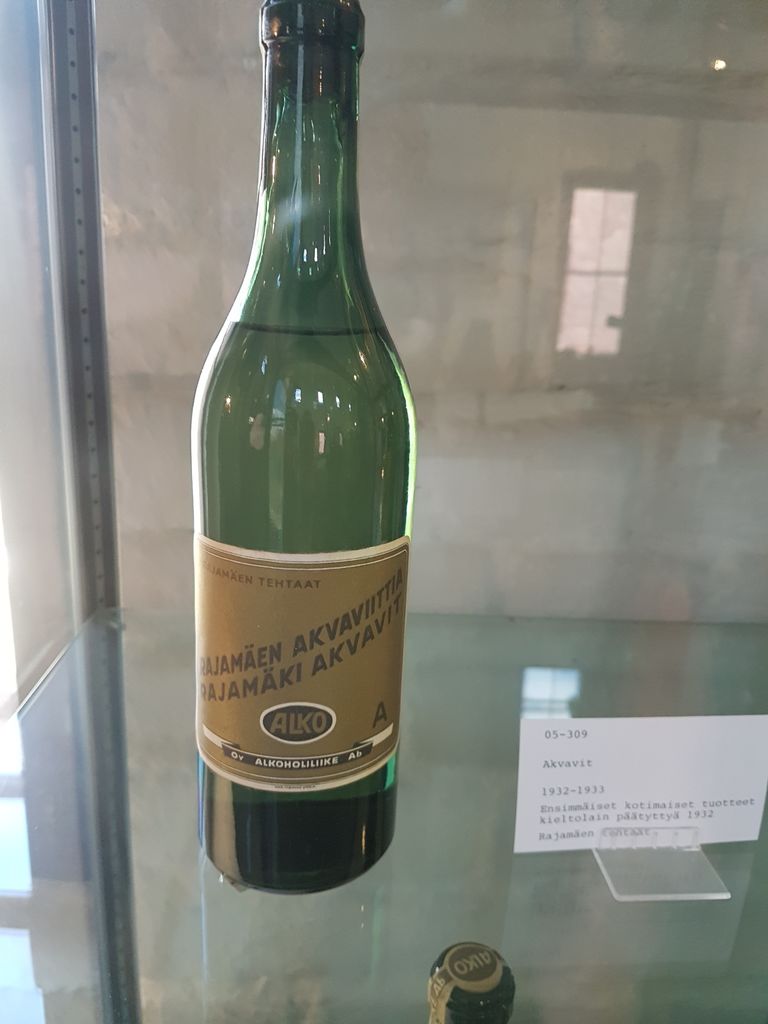 RAJAMÄEN TEHTAAT
RAJAMÄEN AKVAVIITTIA
RAJAMÄKI AKVAVIT
ALKO
A
Oy ALKOHOLILIIKE Ab
05-309
Akvavit
1932-1933
Ensimmäiset kotimaiset tuotteet
kieltolain päätyttyä 1932
Rajamäen tehtaat
ALKO